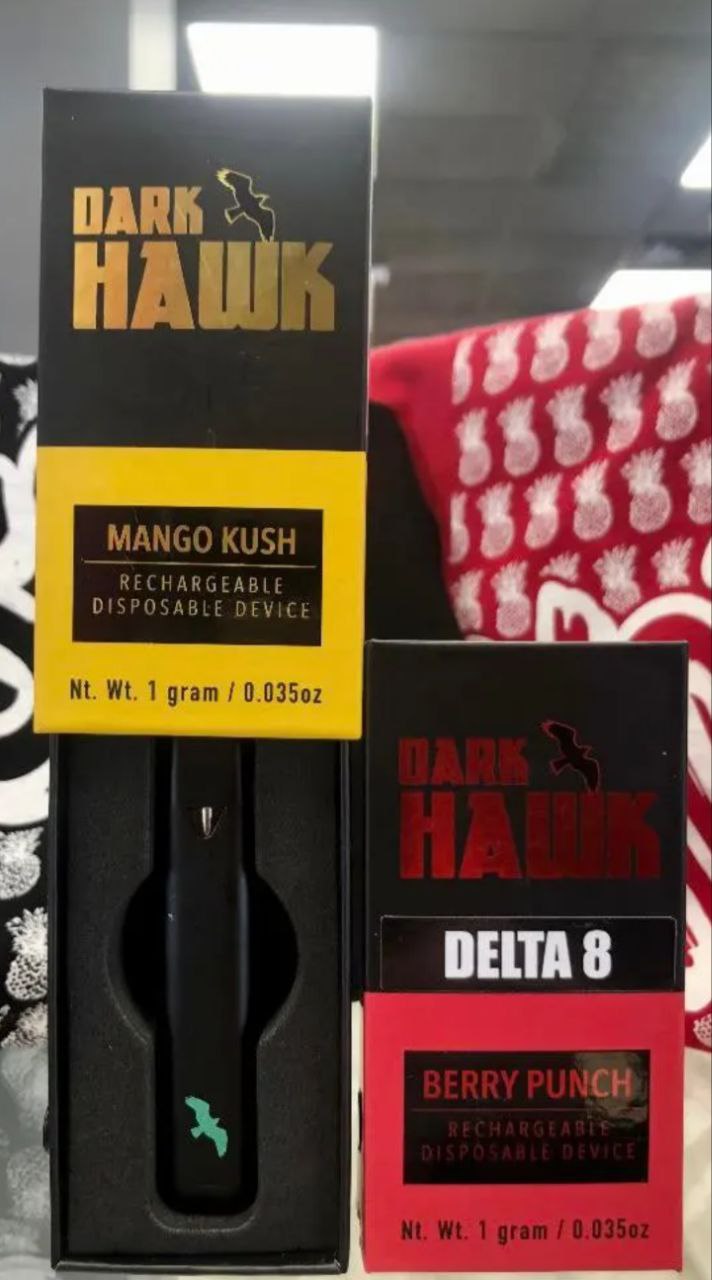 DARK
HAWK
MANGO KUSH
RECHARGEABLE
DISPOSABLE DEVICE
Nt. Wt. 1 gram / 0.035oz
DARK
HAWK
DELTA 8
BERRY PUNCH
RECHARGEABLE
DISPOSABLE DEVICE
Nt. Wt. 1 gram / 0.035oz